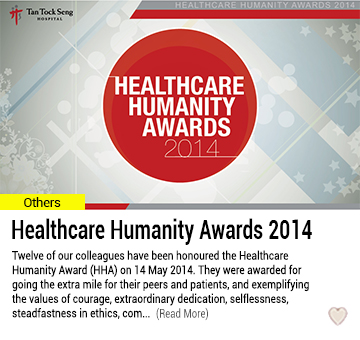 Tan Tock Seng
HOSPITAL
HEALTHCARE HUMANITY AWARDS 2014
HEALTHCARE
HUMANITY
AWARDS
2014
Others
Healthcare Humanity Awards 2014
Twelve of our colleagues have been honoured the Healthcare
Humanity Award (HHA) on 14 May 2014. They were awarded for
going the extra mile for their peers and patients, and exemplifying
the values of courage, extraordinary dedication, selflessness,
steadfastness in ethics, com... (Read More)